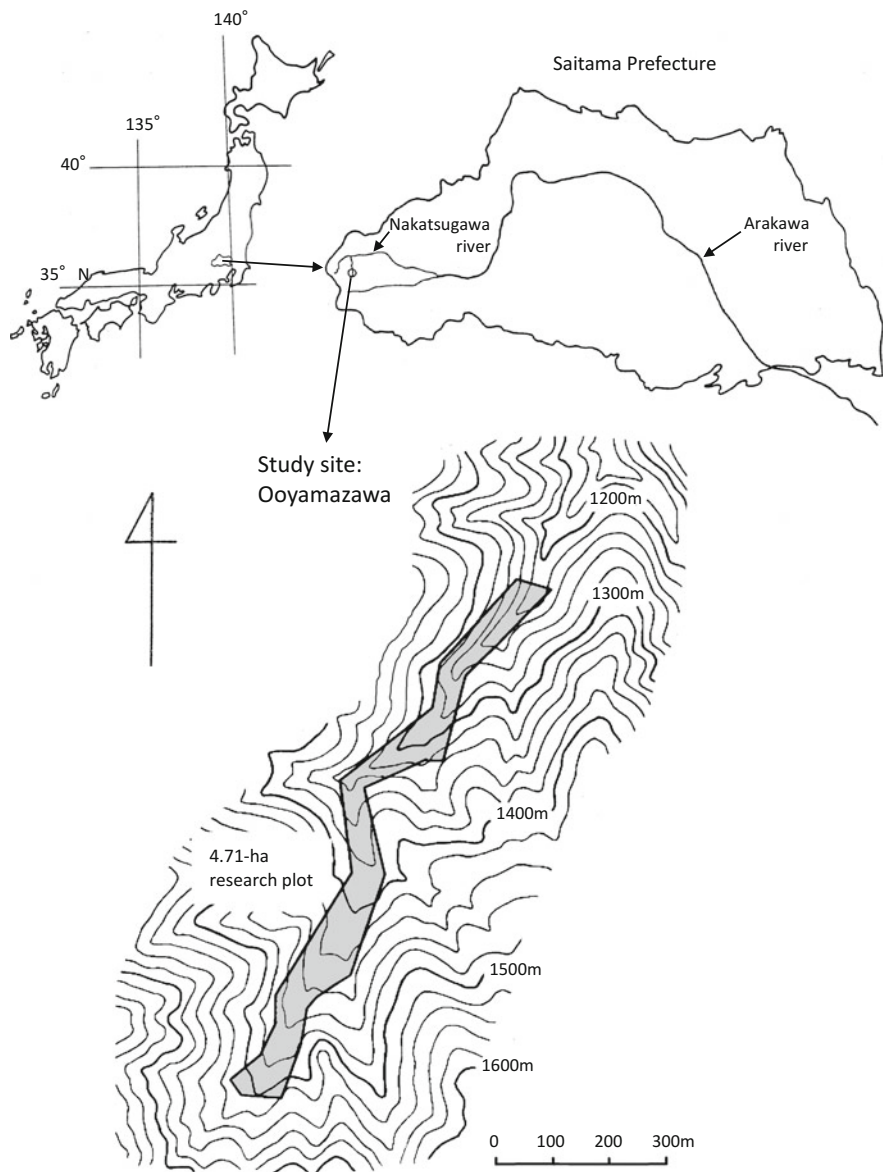 140°
Saitama Prefecture
135°
40°
Nakatsugawa
river
Arakawa
river
35° N
Study site:
Ooyamazawa
1200m
1300m
1400m
4.71-ha
research plot
1500m
1600m
0 100 200 300m